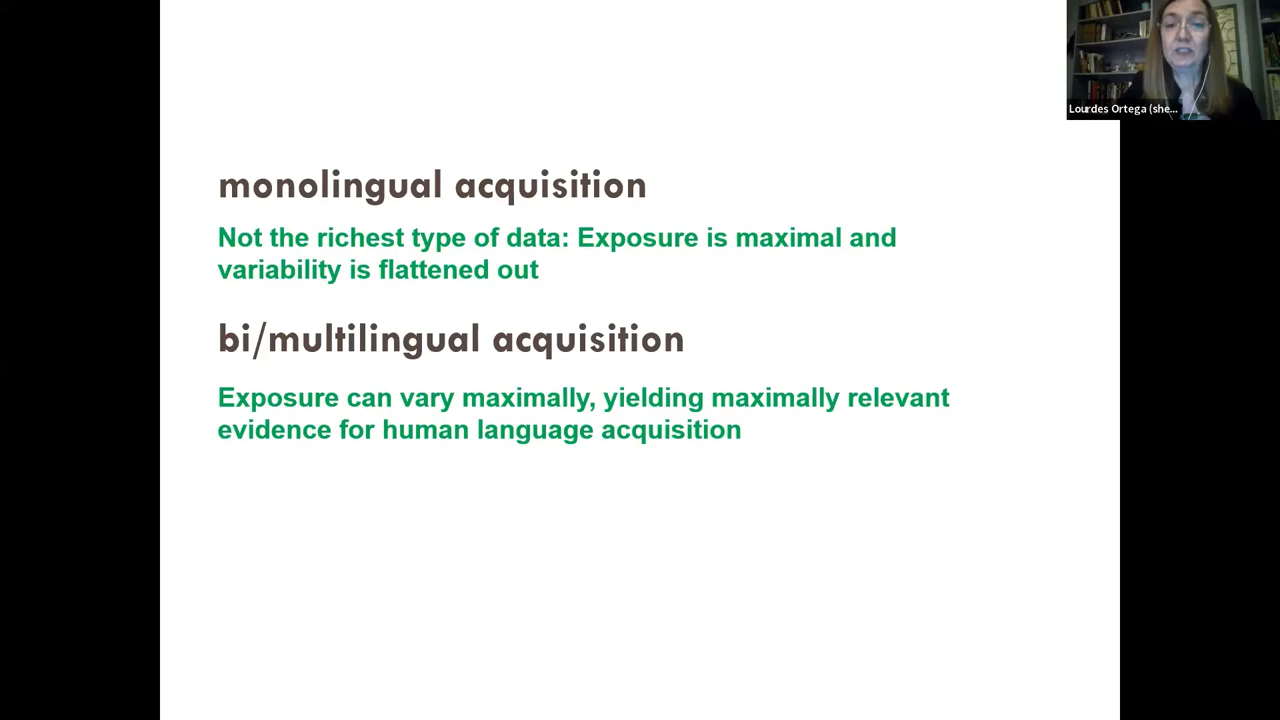 Lourdes Ortega (she...
monolingual acquisition
Not the richest type of data: Exposure is maximal and
variability is flattened out
bi/multilingual acquisition
Exposure can vary maximally, yielding maximally relevant
evidence for human language acquisition